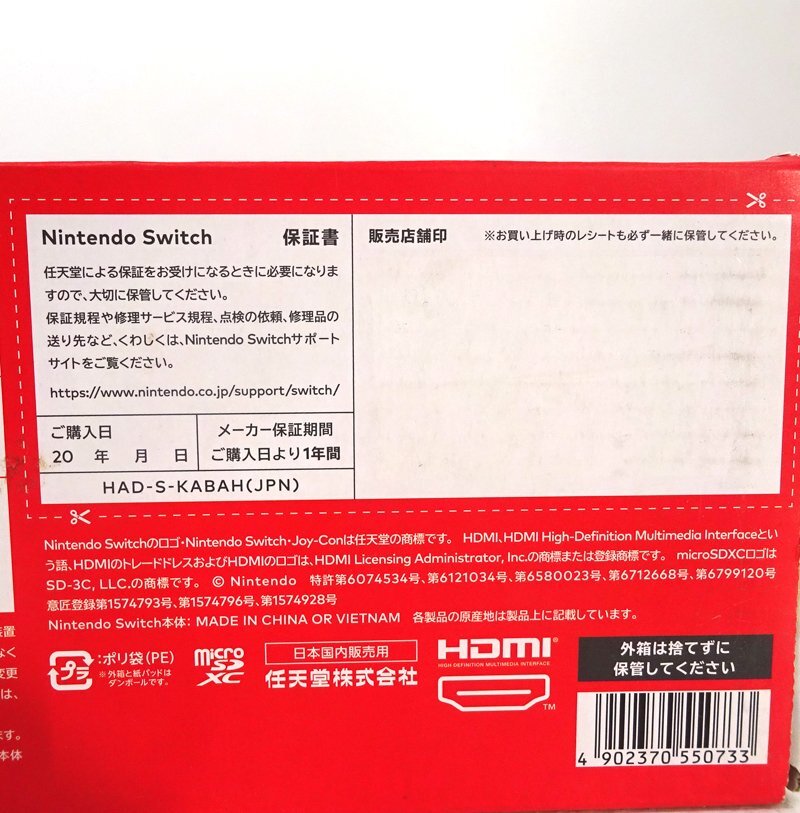 Nintendo Switch 保証書
任天堂による保証をお受けになるときに必要になりま
すので、大切に保管してください。
保証規程や修理サービス規程、点検の依頼、修理品の
送り先など、くわしくは、Nintendo Switchサポート
サイトをご覧ください。
https://www.nintendo.co.jp/support/switch/
ご購入日
20 年 月 日
メーカー保証期間
ご購入日より1年間
HAD-S-KABAH(JPN)
販売店舗印 ※お買い上げ時のレシートも必ず一緒に保管してください。
Nintendo Switchのロゴ・Nintendo Switch・Joy-Conは任天堂の商標です。 HDMI、HDMI High-Definition Multimedia Interfaceとい
う語、HDMIのトレードドレスおよびHDMIのロゴは、HDMI Licensing Administrator, Inc.の商標または登録商標です。 microSDXCロゴは
SD-3C, LLC.の商標です。 © Nintendo 特許第6074534号、第6121034号、第6580023号、第6712668号、第6799120号
意匠登録第1574793号、第1574796号、第1574928号
Nintendo Switch本体: MADE IN CHINA OR VIETNAM 各製品の原産地は製品上に記載しています。
装置
なく
変更
は、
ます。
本体
プラ
:ポリ袋(PE)
※外箱と紙パッドは
ダンボールです。
micro
SD
XC
日本国内販売用
任天堂株式会社
HDMI®
HIGH DEFINITION MULTIMEDIA INTERFACE
TM
外箱は捨てずに
保管してください
4 902370 550733